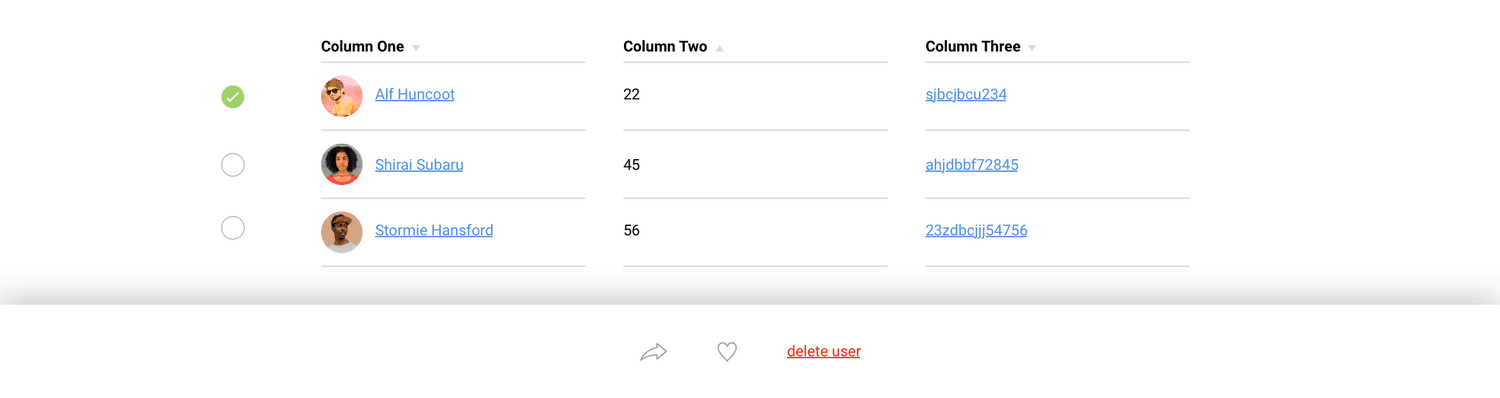 Column One Column Two Column Three
Alf Huncoot 22 sjbcjbcu234
Shirai Subaru 45 ahjdbbf72845
Stormie Hansford 56 23zdbcjjj54756
delete user